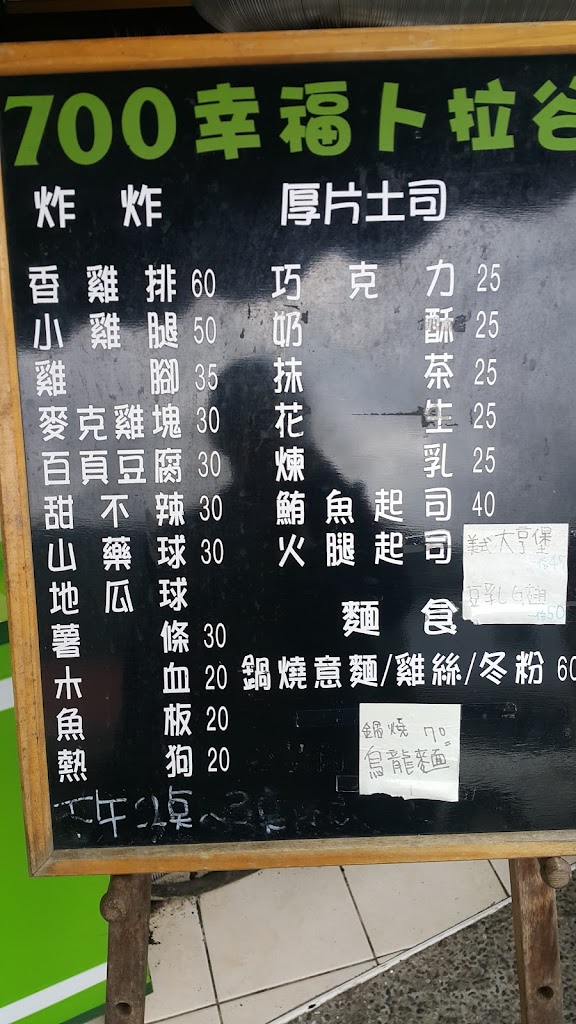 700幸福卜拉谷
炸炸
香雞排 60
小雞腿 50
雞腳 35
麥克雞塊 30
百頁豆腐 30
甜不辣 30
山藥球 30
地瓜球
薯條 30
木血 20
魚板 20
熱狗 20
厚片土司
巧克力 25
奶酥 25
抹茶 25
花生 25
煉乳 25
鮪魚起司 40
火腿起司
美式大亨堡
豆乳
50
麵食
鍋燒意麵/雞絲/冬粉 60
鍋燒 70
烏龍麵